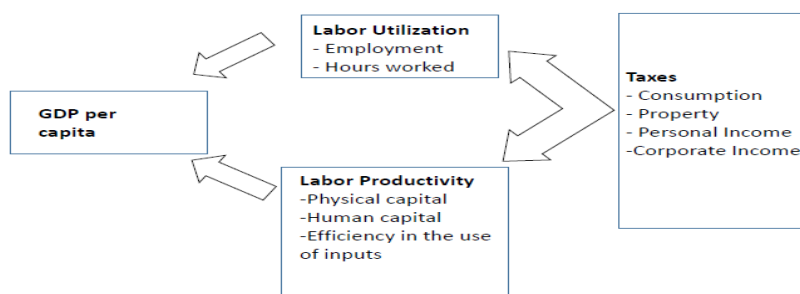 Labor Utilization
- Employment
- Hours worked
GDP per
capita
Labor Productivity
-Physical capital
-Human capital
-Efficiency in the use
of inputs
Taxes
- Consumption
- Property
- Personal Income
-Corporate Income